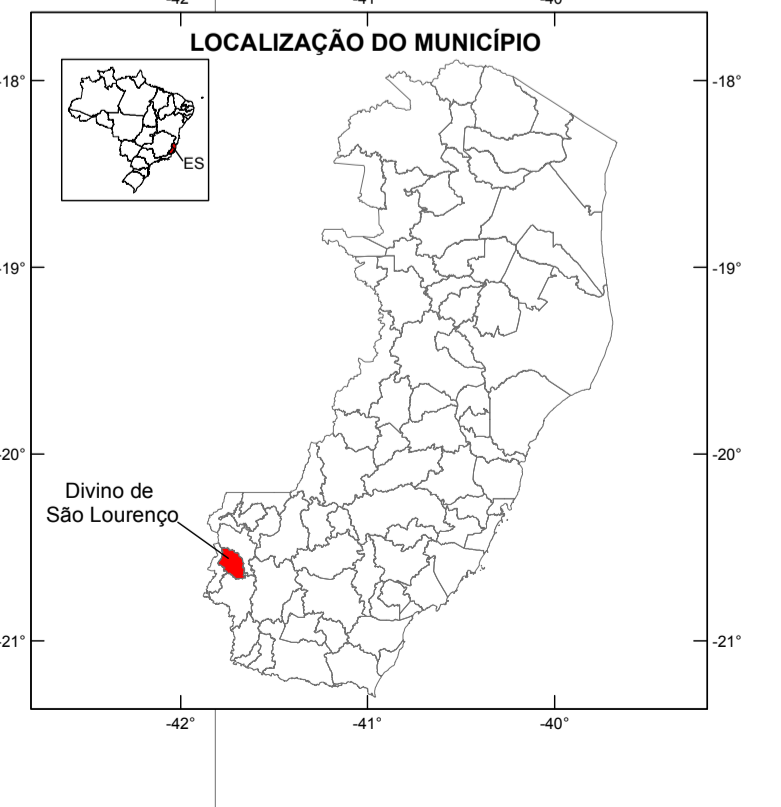 -42° -41° -40°
LOCALIZAÇÃO DO MUNICÍPIO
-18° -18°
ES
-19° -19°
-20° -20°
Divino de
São Lourenço
-21° -21°
-42° -41° -40°